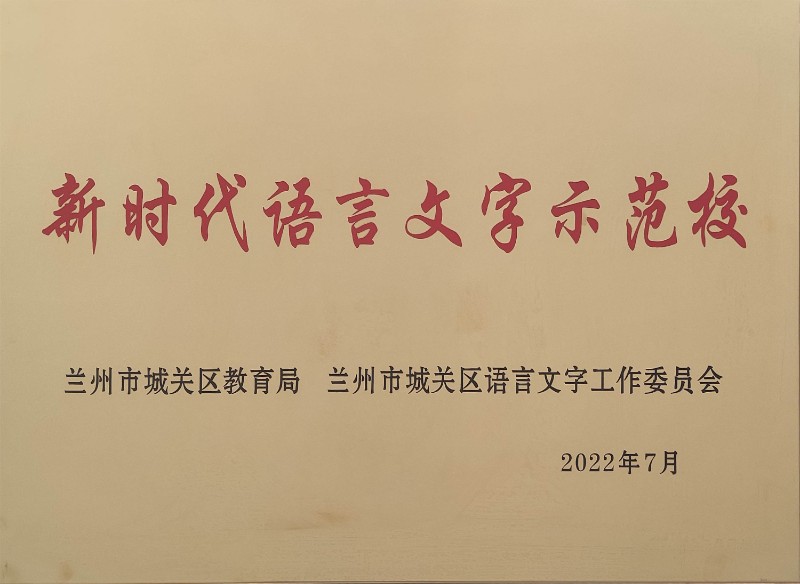 新时代语言文字示范校
兰州市城关区教育局 兰州市城关区语言文字工作委员会
2022年7月